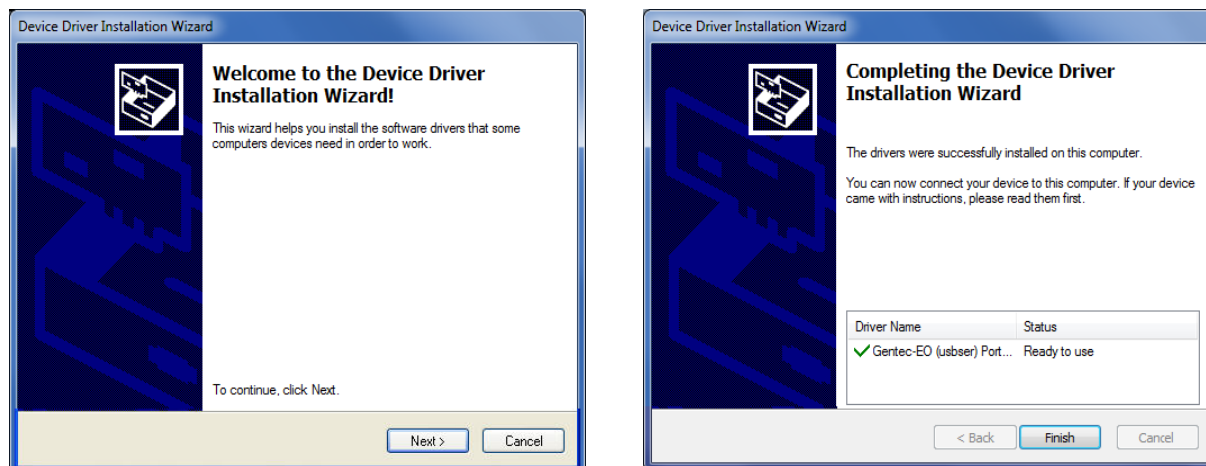 Device Driver Installation Wizard
Welcome to the Device Driver
Installation Wizard!
This wizard helps you install the software drivers that some
computers devices need in order to work.
To continue, click Next.
Next >
Cancel
Device Driver Installation Wizard
Completing the Device Driver
Installation Wizard
The drivers were successfully installed on this computer.
You can now connect your device to this computer. If your device
came with instructions, please read them first.
Driver Name Status
Gentec-EO (usbser) Port... Ready to use
< Back
Finish
Cancel